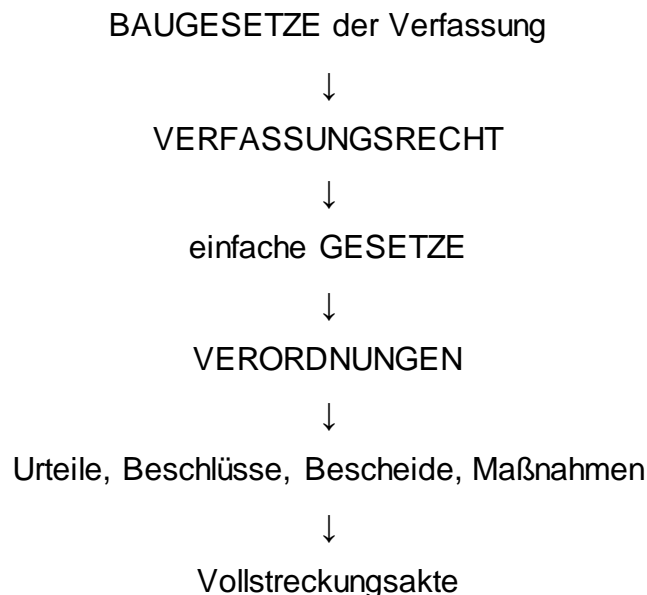 BAUGESETZE der Verfassung
↓
VERFASSUNGSRECHT
↓
einfache GESETZE
↓
VERORDNUNGEN
↓
Urteile, Beschlüsse, Bescheide, Maßnahmen
↓
Vollstreckungsakte